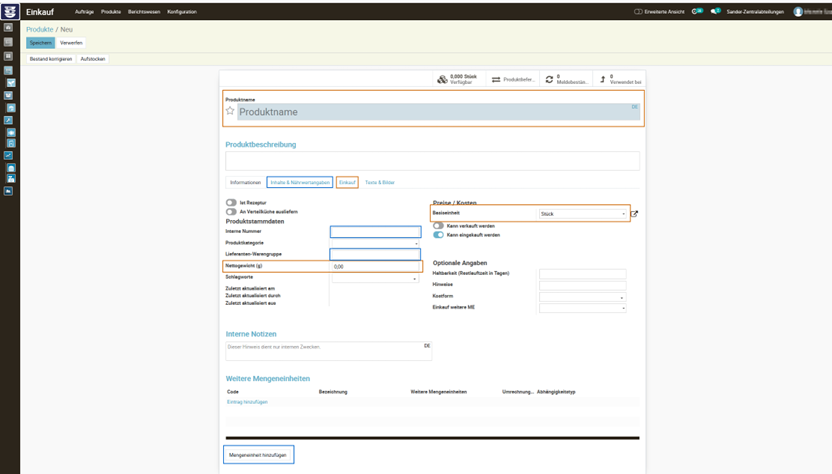 Einkauf Aufträge Produkte Berichtswesen Konfiguration Erweiterte Ansicht Sander-Zentralabteilungen
Produkte / Neu
Speichern Verwerfen
Bestand korrigieren Aufstocken
0,000 Stück
Verfügbar
Produktbehe...
0
Meldebestän...
0
Verwendet bei
Produktname
Produktname DE
Produktbeschreibung
Informationen Inhalte & Nährwertangaben Einkauf Texte & Bilder
Ist Rezeptur
An Verteilküche ausliefern
Produktstammdaten
Interne Nummer
Produktkategorie
Lieferanten-Warengruppe
Nettogewicht (g) 0,00
Schlagworte
Zuletzt aktualisiert am
Zuletzt aktualisiert durch
Zuletzt aktualisiert aus
Preise / Kosten
Basiseinheit Stück
Kann verkauft werden
Kann eingekauft werden
Optionale Angaben
Haltbarkeit (Restlaufzeit in Tagen)
Hinweise
Kostform
Einkauf weitere ME
Interne Notizen
Dieser Hinweis dient nur internen Zwecken DE
Weitere Mengeneinheiten
Code Bezeichnung Weitere Mengeneinheiten Umrechnung... Abhängigkeitstyp
Eintrag hinzufügen
Mengeneinheit hinzufügen